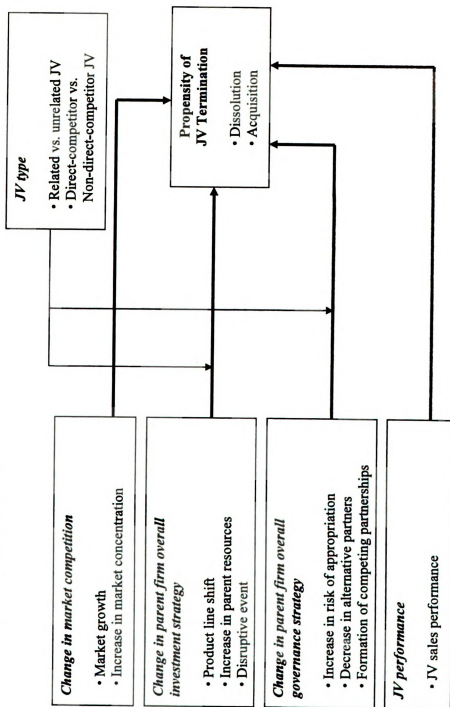 JV type
• Related vs. unrelated JV
• Direct-competitor vs.
Non-direct-competitor JV
Change in market competition
• Market growth
• Increase in market concentration
Change in parent firm overall
investment strategy
• Product line shift
• Increase in parent resources
• Disruptive event
Change in parent firm overall
governance strategy
• Increase in risk of appropriation
• Decrease in alternative partners
• Formation of competing partnerships
JV performance
• JV sales performance
Propensity of
JV Termination
• Dissolution
• Acquisition